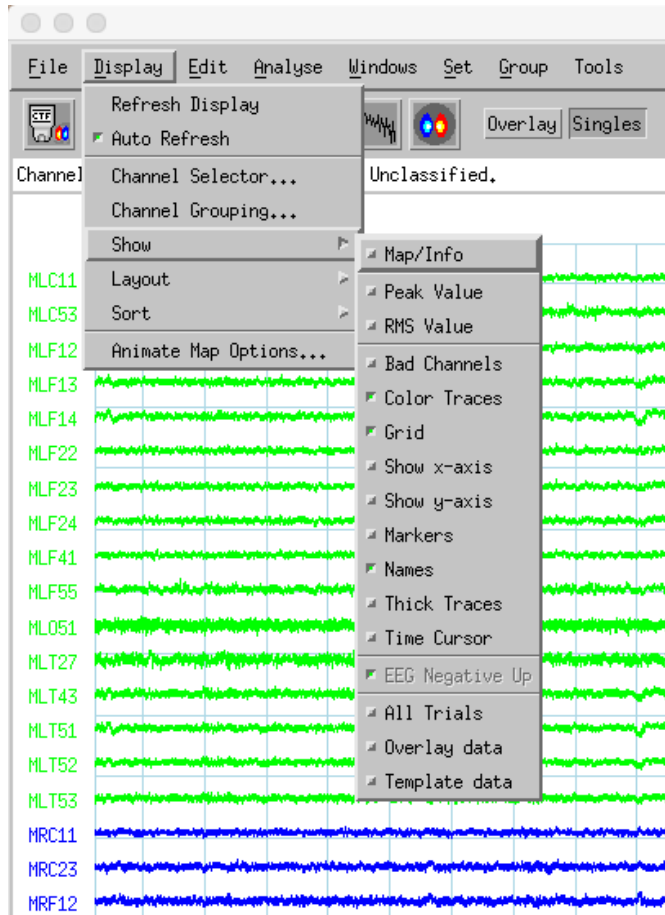 File Display Edit Analyse Windows Set Group Tools
CTF
Overlay Singles
Refresh Display
Auto Refresh
Channel
Unclassified.
Channel Selector...
Channel Grouping...
Show
Layout
Sort
Animate Map Options...
Map/Info
Peak Value
RMS Value
Bad Channels
Color Traces
Grid
Show x-axis
Show y-axis
Markers
Names
Thick Traces
Time Cursor
EEG Negative Up
All Trials
Overlay data
Template data
MLC11
MLC53
MLF12
MLF13
MLF14
MLF22
MLF23
MLF24
MLF41
MLF55
MLO51
MLT27
MLT43
MLT51
MLT52
MLT53
MRC11
MRC23
MRF12